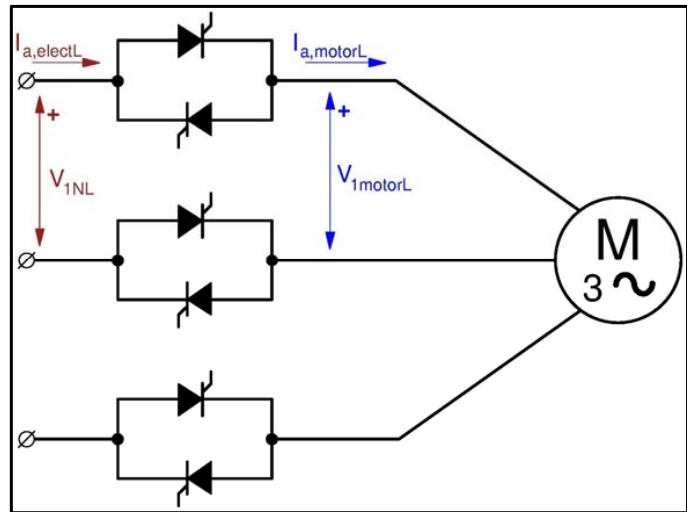 Ia,electL
Ia,motorL
+
+
V1NL
V1motorL
M
3 ~